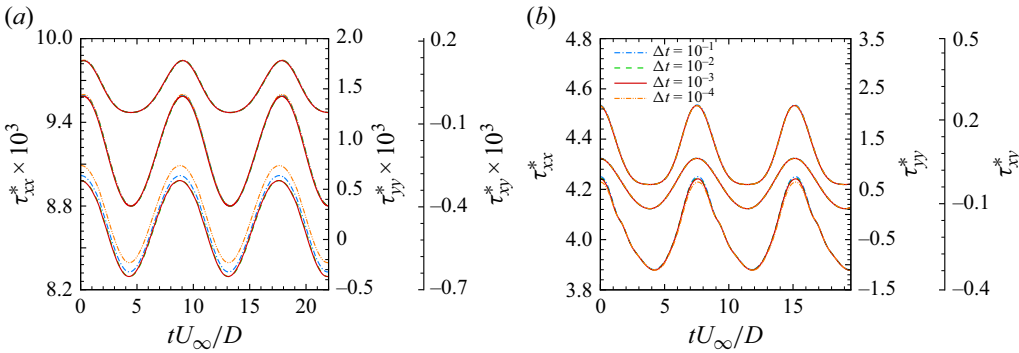 (a)
10.0
9.4
8.8
8.2
τ*xx × 10³
0 5 10 15 20
tU∞/D
2.0
1.5
1.0
0.5
0
–0.5
τ*yy × 10³
0.2
–0.1
–0.4
–0.7
τ*xy × 10³
(b)
4.8
4.6
4.4
4.2
4.0
3.8
τ*xx
Δt = 10⁻¹
Δt = 10⁻²
Δt = 10⁻³
Δt = 10⁻⁴
0 5 10 15
tU∞/D
3.5
2.5
1.5
0.5
–0.5
–1.5
τ*yy
0.5
0.2
–0.1
–0.4
τ*xy